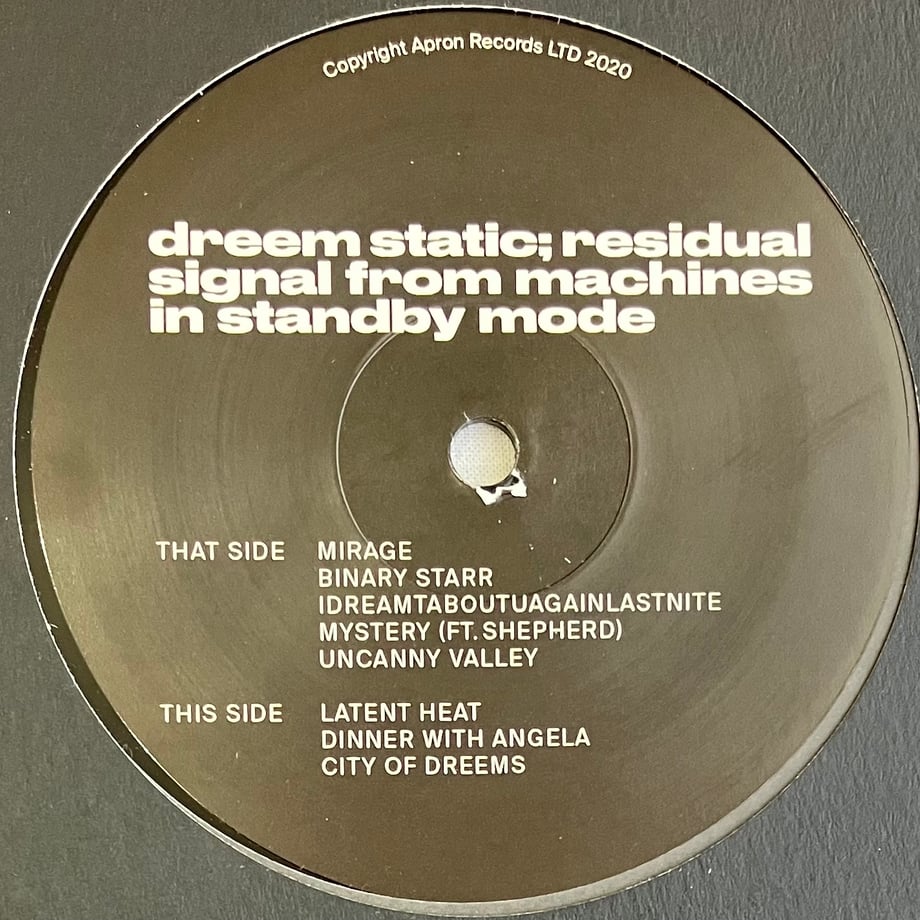 Copyright Apron Records LTD 2020
dreem static; residual
signal from machines
in standby mode
THAT SIDE MIRAGE
BINARY STARR
IDREAMTABOUTUAGAINLASTNITE
MYSTERY (FT. SHEPHERD)
UNCANNY VALLEY
THIS SIDE LATENT HEAT
DINNER WITH ANGELA
CITY OF DREEMS